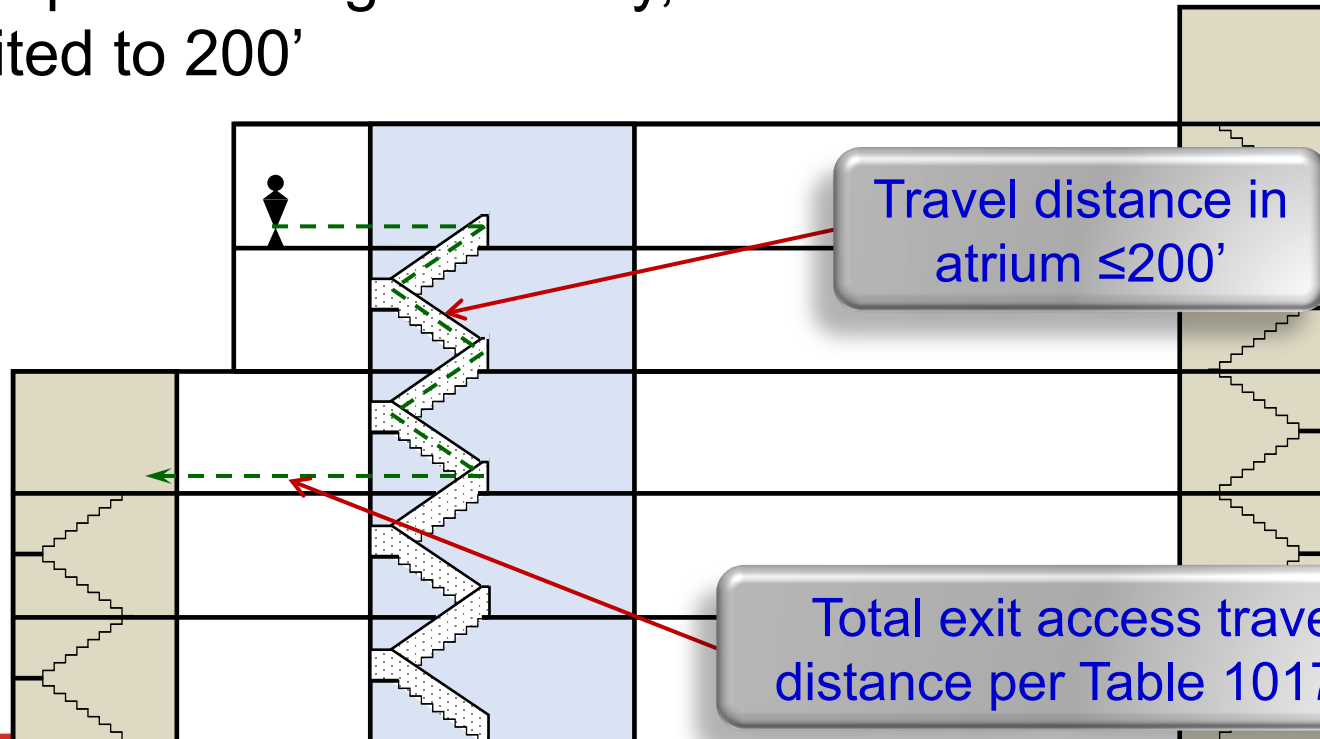 ited to 200’
Travel distance in
atrium ≤200’
Total exit access trave
distance per Table 1017